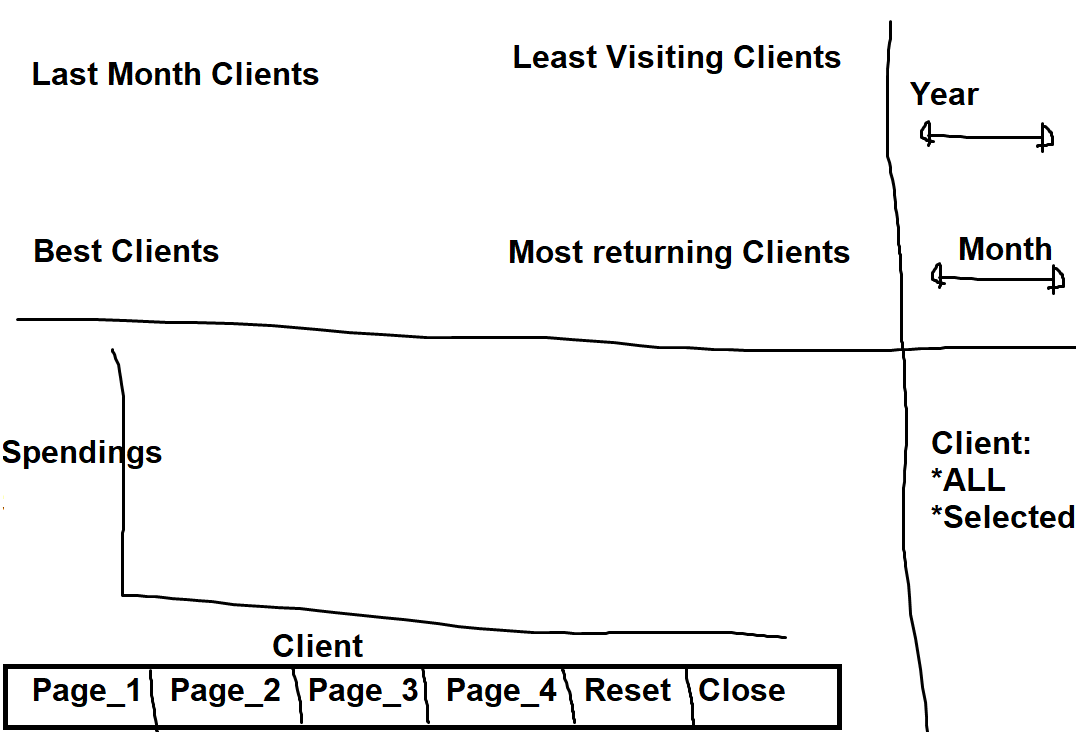 Last Month Clients
Least Visiting Clients
Year
Best Clients
Most returning Clients
Month
Spendings
Client:
*ALL
*Selected
Client
Page_1 Page_2 Page_3 Page_4 Reset Close